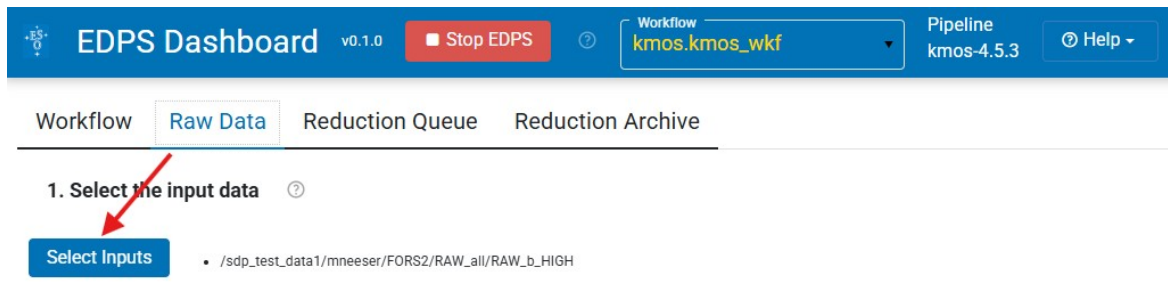 ES
O
EDPS Dashboard v0.1.0 Stop EDPS Workflow kmos.kmos_wkf Pipeline kmos-4.5.3 Help
Workflow Raw Data Reduction Queue Reduction Archive
1. Select the input data
Select Inputs • /sdp_test_data1/mneeser/FORS2/RAW_all/RAW_b_HIGH